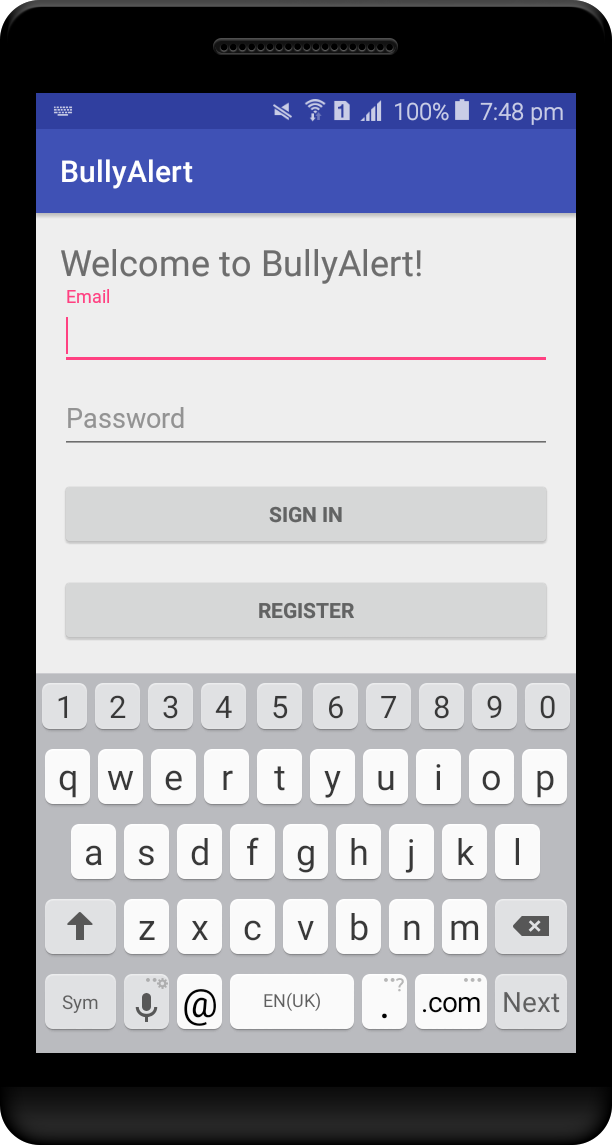 1 100% 7:48 pm
BullyAlert
Welcome to BullyAlert!
Email
Password
SIGN IN
REGISTER
1 2 3 4 5 6 7 8 9 0
q w e r t y u i o p
a s d f g h j k l
z x c v b n m
Sym @ EN(UK) . ? .com Next